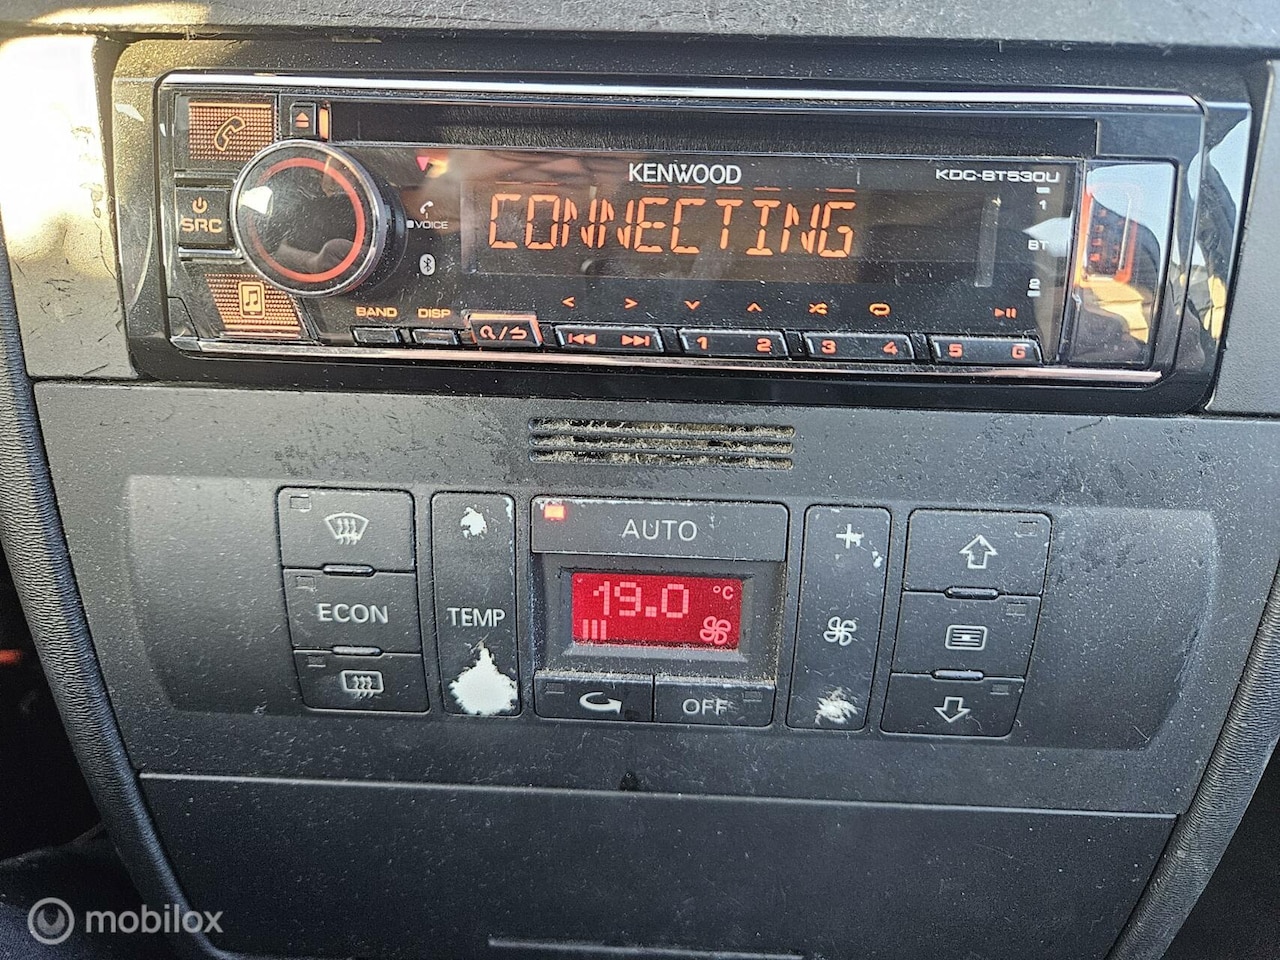 KENWOOD
KDC-BT530U
SRC
VOICE
CONNECTING
1
BT
2
BAND DISP
1 2 3 4 5 6
AUTO
ECON
TEMP
19.0 °C
OFF
mobilox